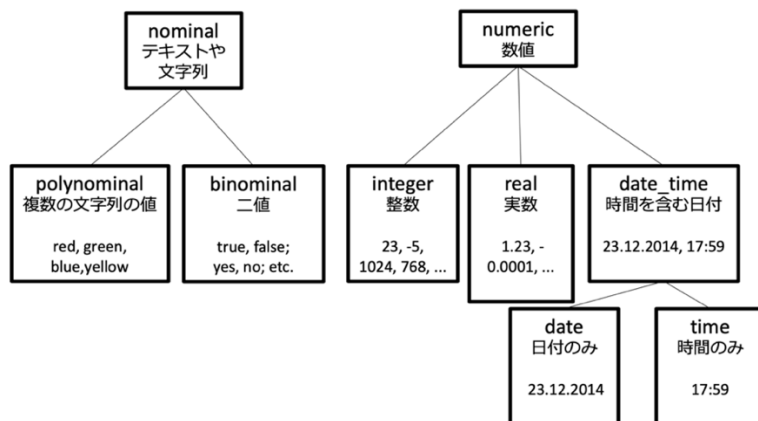 nominal
テキストや
文字列
numeric
数値
polynominal
複数の文字列の値
red, green,
blue,yellow
binominal
二値
true, false;
yes, no; etc.
integer
整数
23, -5,
1024, 768, ...
real
実数
1.23, -
0.0001, ...
date_time
時間を含む日付
23.12.2014, 17:59
date
日付のみ
23.12.2014
time
時間のみ
17:59